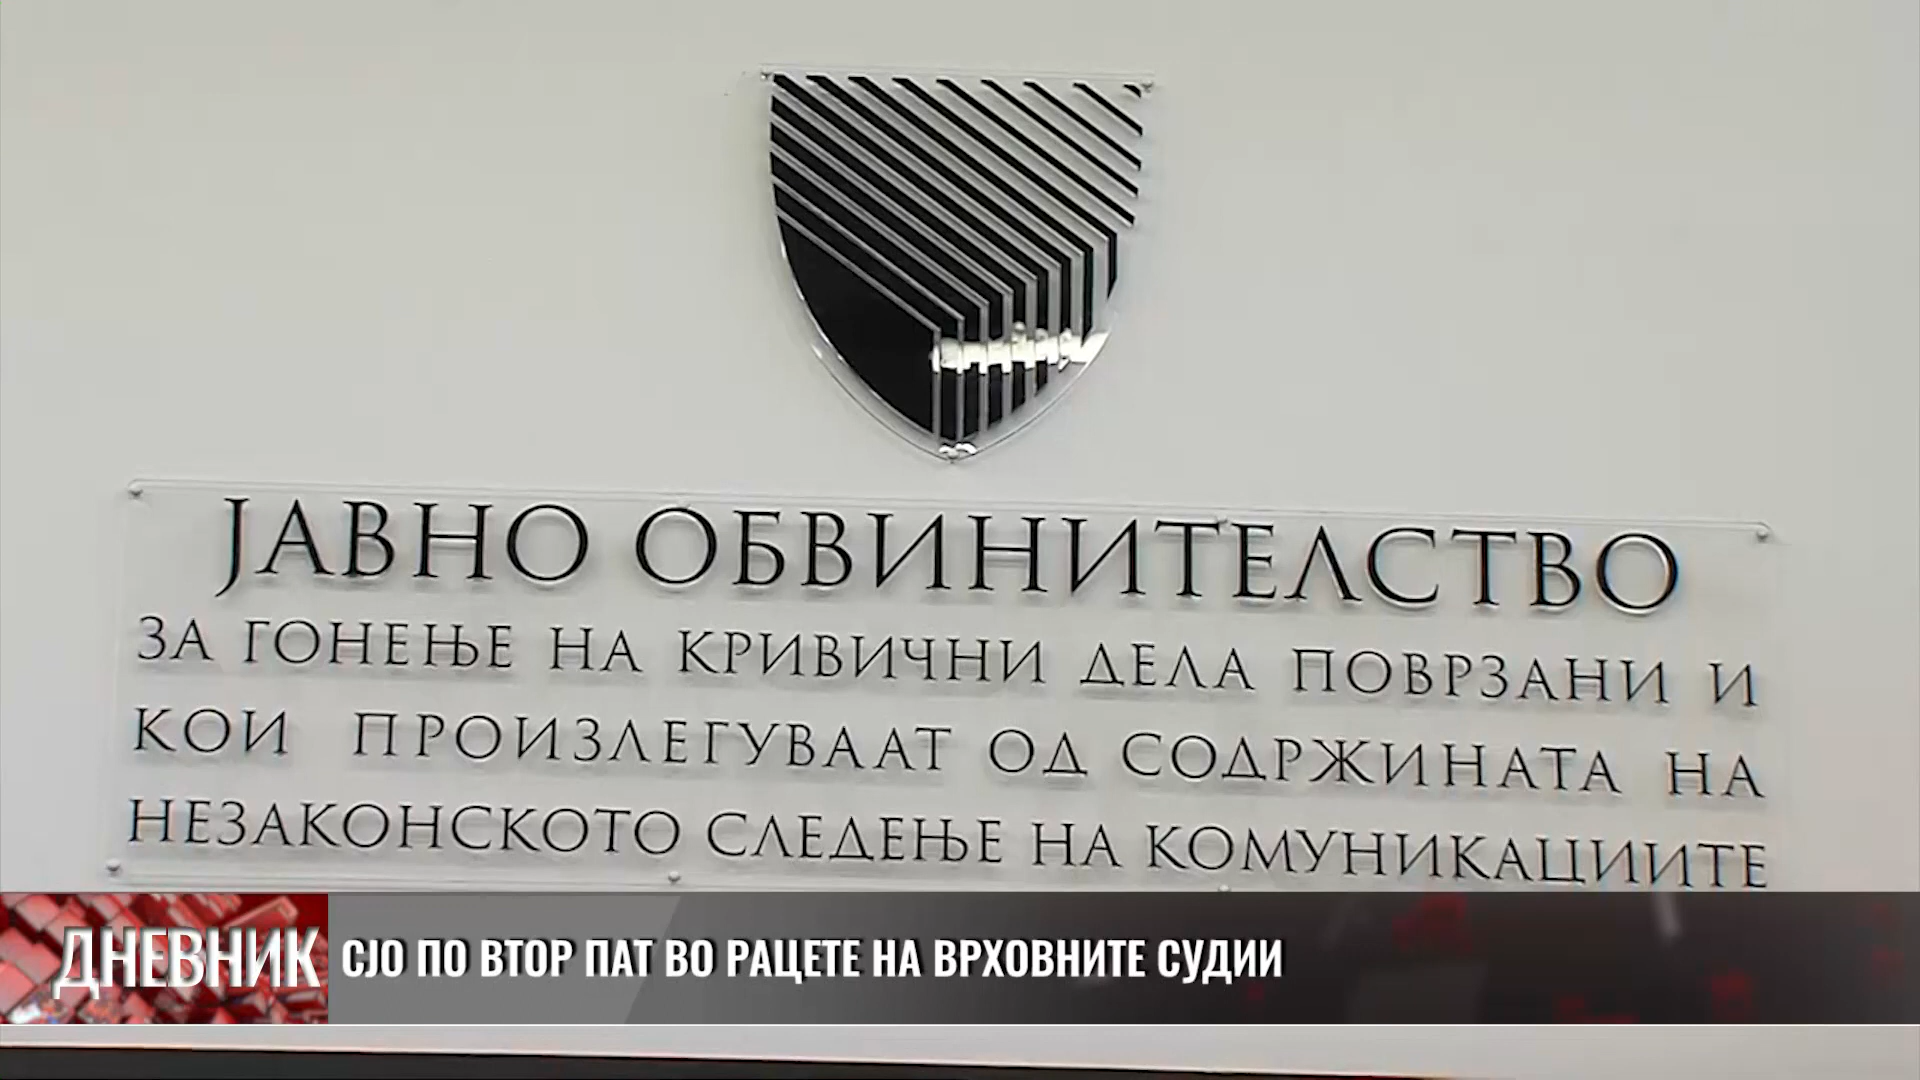 ЈАВНО ОБВИНИТЕЛСТВО
ЗА ГОНЕЊЕ НА КРИВИЧНИ ДЕЛА ПОВРЗАНИ И
КОИ ПРОИЗЛЕГУВААТ ОД СОДРЖИНАТА НА
НЕЗАКОНСКОТО СЛЕДЕЊЕ НА КОМУНИКАЦИИТЕ
ДНЕВНИК
СЈО ПО ВТОР ПАТ ВО РАЦЕТЕ НА ВРХОВНИТЕ СУДИИ